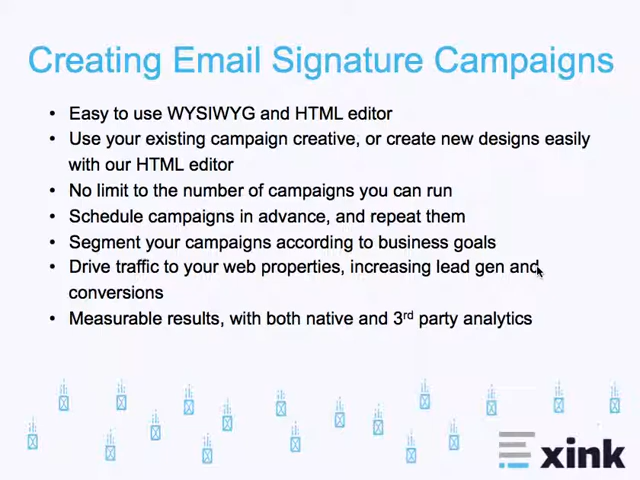 Creating Email Signature Campaigns
• Easy to use WYSIWYG and HTML editor
• Use your existing campaign creative, or create new designs easily
with our HTML editor
• No limit to the number of campaigns you can run
• Schedule campaigns in advance, and repeat them
• Segment your campaigns according to business goals
• Drive traffic to your web properties, increasing lead gen and
conversions
• Measurable results, with both native and 3rd party analytics
xink